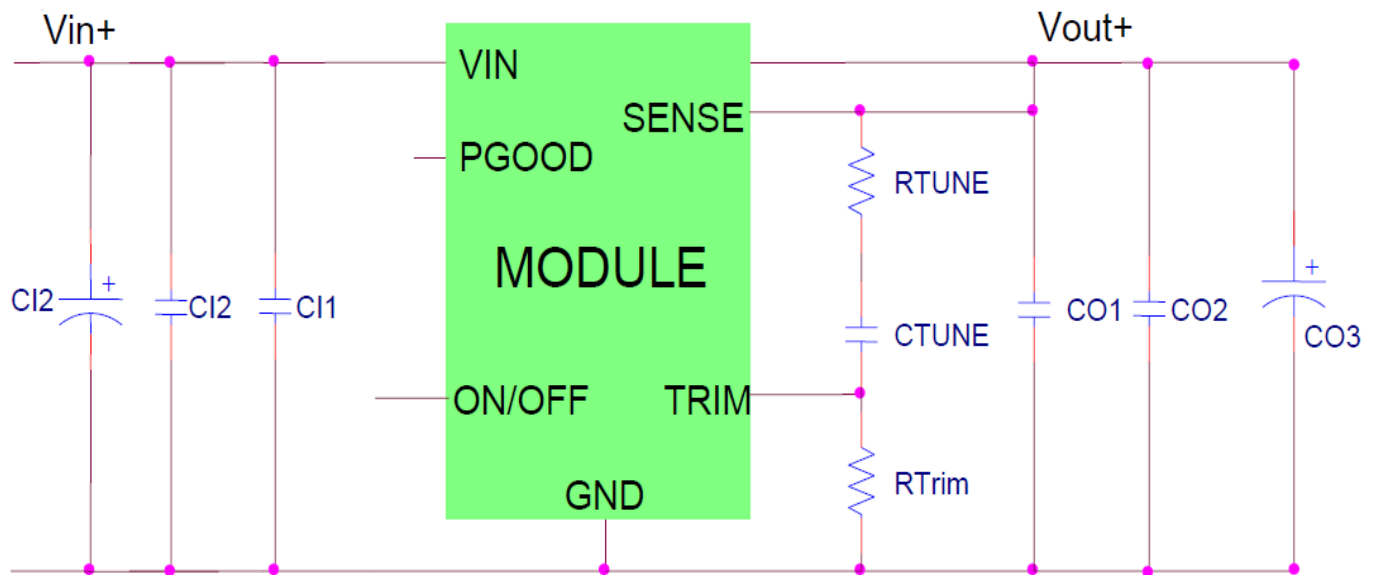 Vin+
Vout+
VIN
SENSE
PGOOD
RTUNE
MODULE
+
CI2
CI2
CI1
CTUNE
CO1
CO2
+
CO3
ON/OFF
TRIM
RTrim
GND